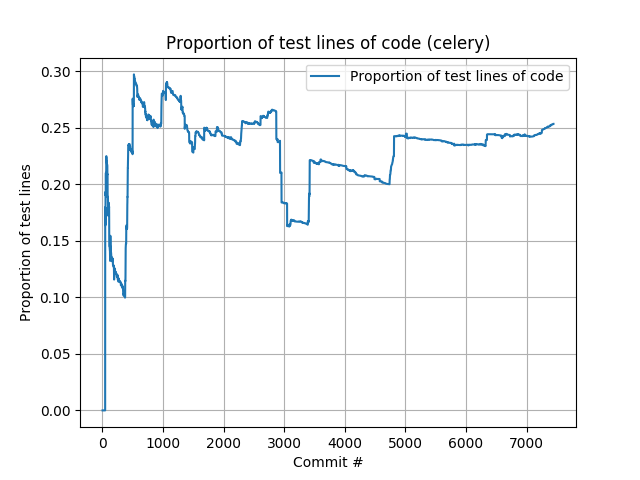 Proportion of test lines of code (celery)
Proportion of test lines of code
Proportion of test lines
0.30
0.25
0.20
0.15
0.10
0.05
0.00
0 1000 2000 3000 4000 5000 6000 7000
Commit #